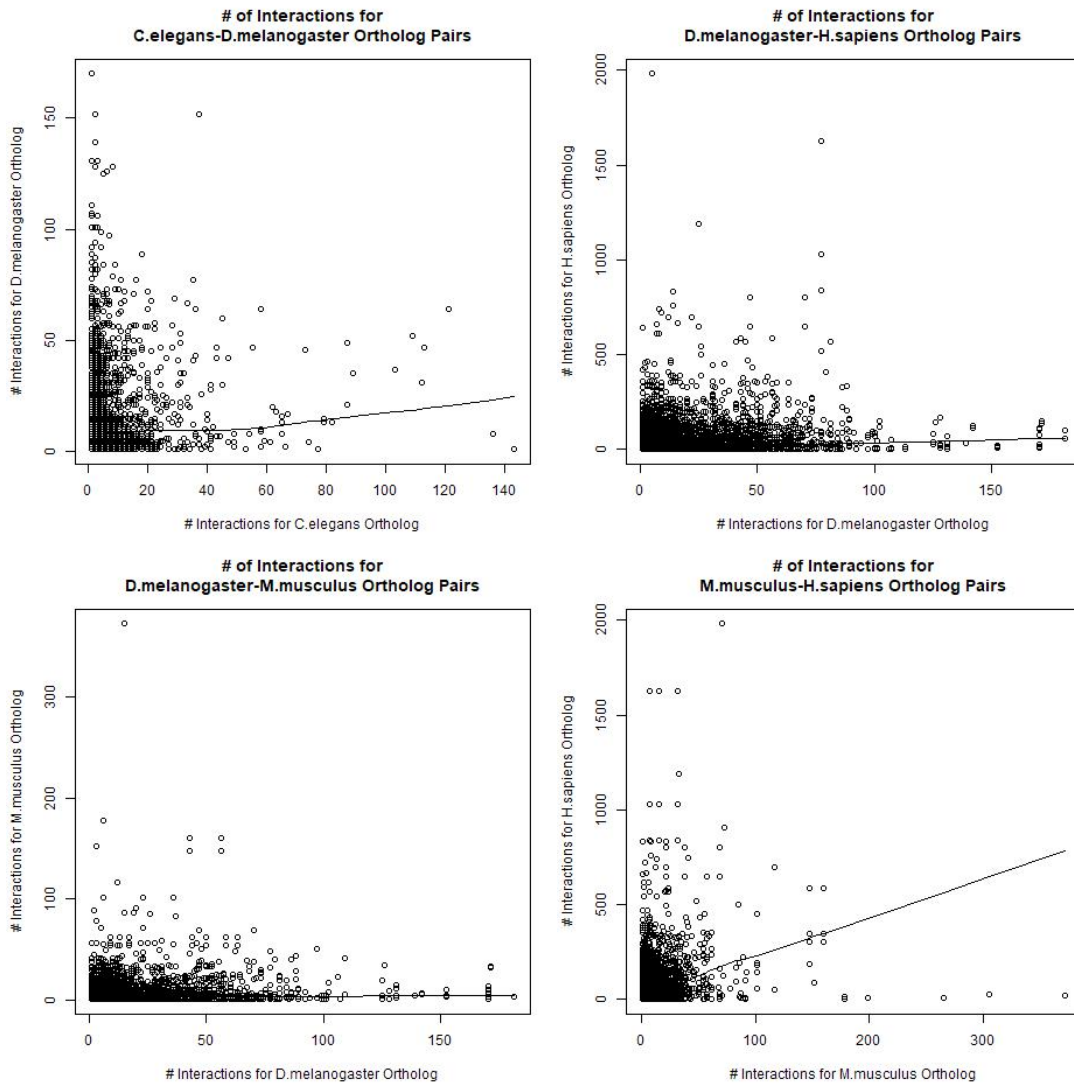 # of Interactions for
C.elegans-D.melanogaster Ortholog Pairs
# Interactions for D.melanogaster Ortholog
150
100
50
0
0 20 40 60 80 100 120 140
# Interactions for C.elegans Ortholog
# of Interactions for
D.melanogaster-H.sapiens Ortholog Pairs
# Interactions for H.sapiens Ortholog
2000
1500
1000
500
0
0 50 100 150
# Interactions for D.melanogaster Ortholog
# of Interactions for
D.melanogaster-M.musculus Ortholog Pairs
# Interactions for M.musculus Ortholog
300
200
100
0
0 50 100 150
# Interactions for D.melanogaster Ortholog
# of Interactions for
M.musculus-H.sapiens Ortholog Pairs
# Interactions for H.sapiens Ortholog
2000
1500
1000
500
0
0 100 200 300
# Interactions for M.musculus Ortholog